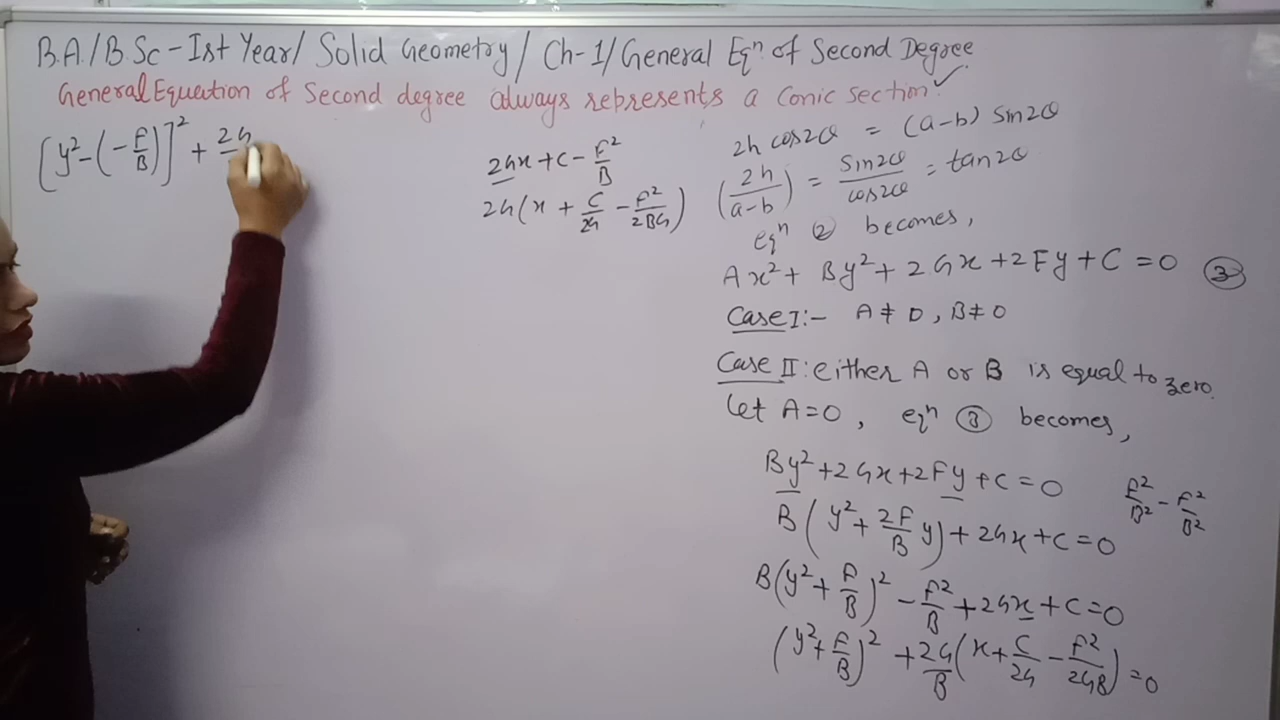 B.A./B.Sc-Ist Year/ Solid Geometry/ Ch-1/General Eqⁿ. of Second Degree.
General Equation of Second degree always represents a Conic section. ✓
[y² - (-F/B)]² + 2G
2Gx + C - F²/B
2G(x + C/2G - F²/2BG)
2h cos2θ = (a-b) sin2θ
(2h/a-b) = sin2θ/cos2θ = tan2θ
eqⁿ ② becomes,
Ax² + By² + 2Gx + 2Fy + C = 0 ③
Case I:- A ≠ 0, B ≠ 0
Case II: either A or B is equal to zero.
Let A = 0, eqⁿ ③ becomes,
By² + 2Gx + 2Fy + C = 0
F²/B² - F²/B²
B(y² + 2F/B y) + 2Gx + C = 0
B(y² + F/B)² - F²/B + 2Gx + C = 0
(y² + F/B)² + 2G/B (x + C/2G - F²/2GB) = 0